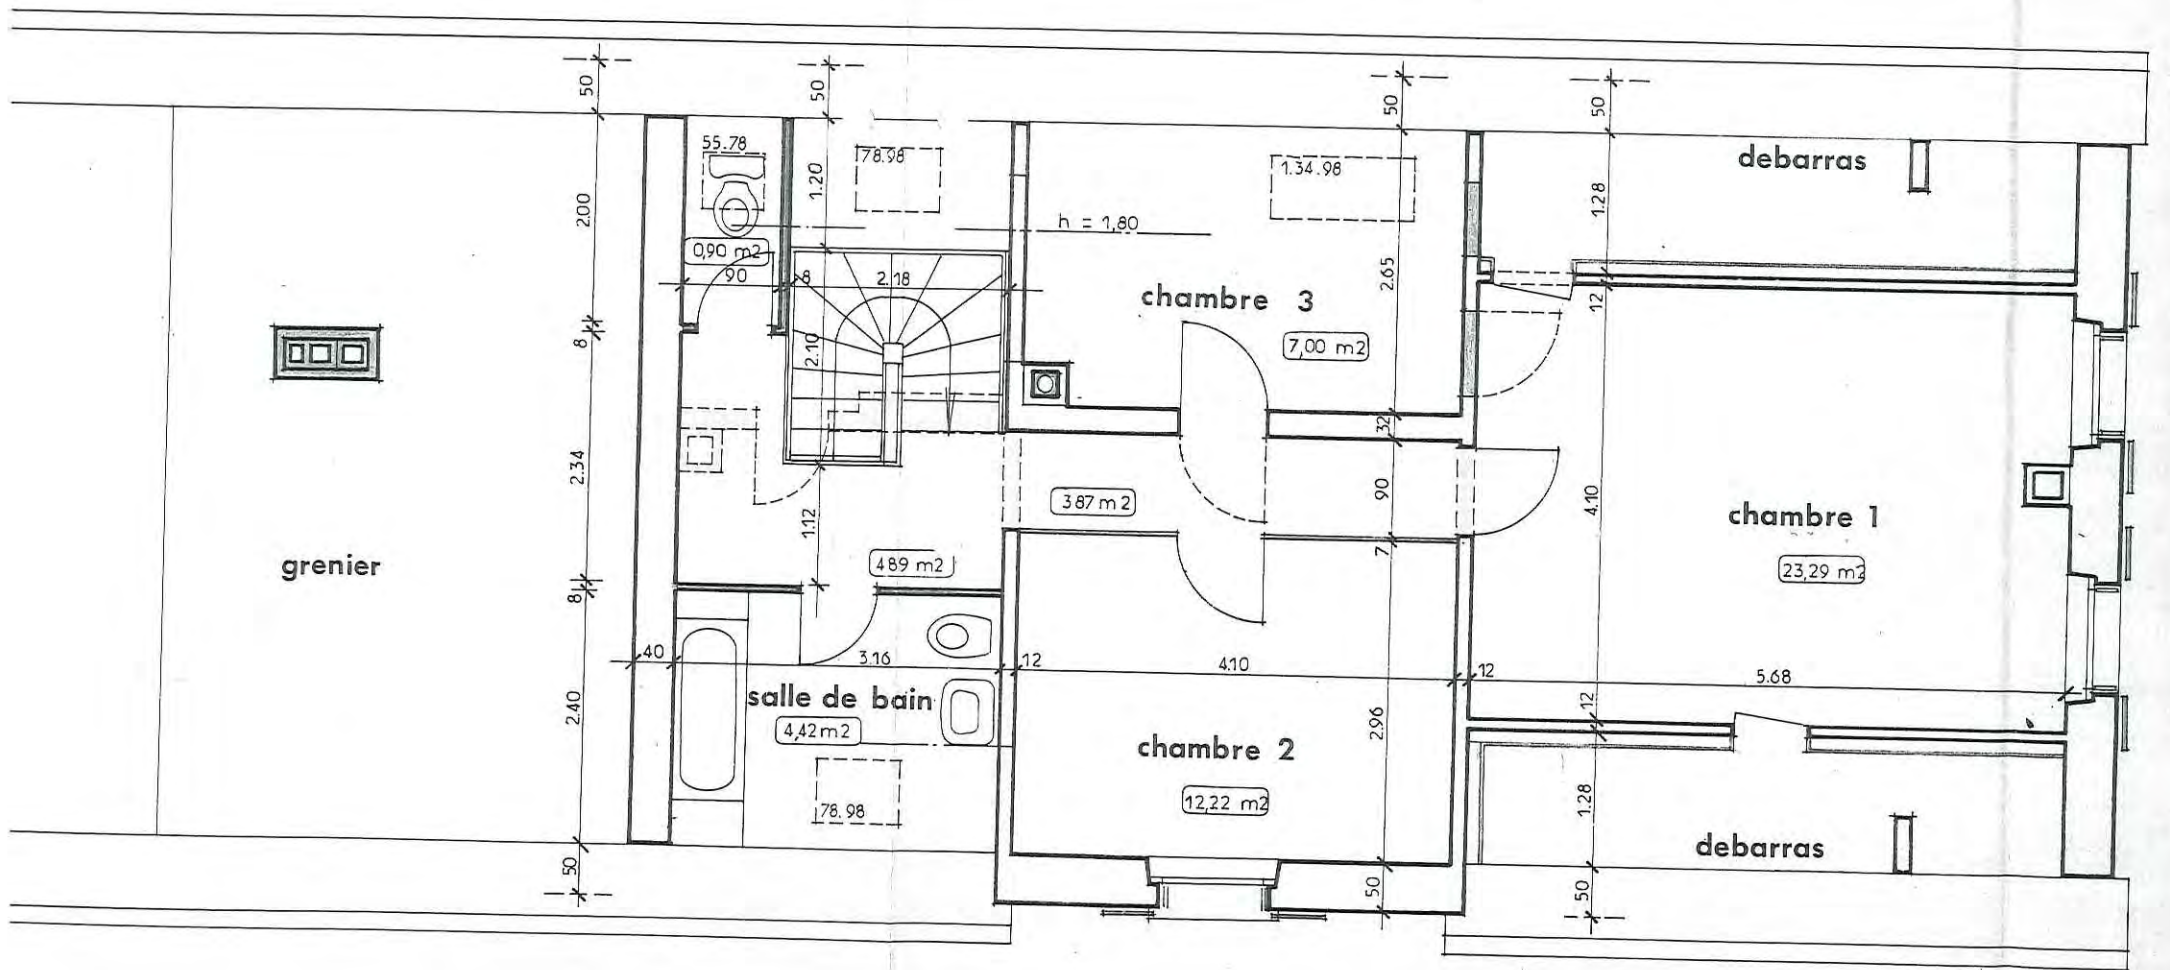 50
50
50
50
55.78
78.98
1.34.98
debarras
2.00
1.20
1.28
h = 1,80
0,90 m2
90
8
2.18
2.65
chambre 3
12
7,00 m2
8
2.10
32
2.34
90
4.10
387 m2
chambre 1
1.12
7
489 m2
23,29 m2
grenier
8
40
3.16
12
4.10
12
5.68
salle de bain
2.40
4,42 m2
2.96
12
chambre 2
12,22 m2
78.98
1.28
debarras
50
50
50